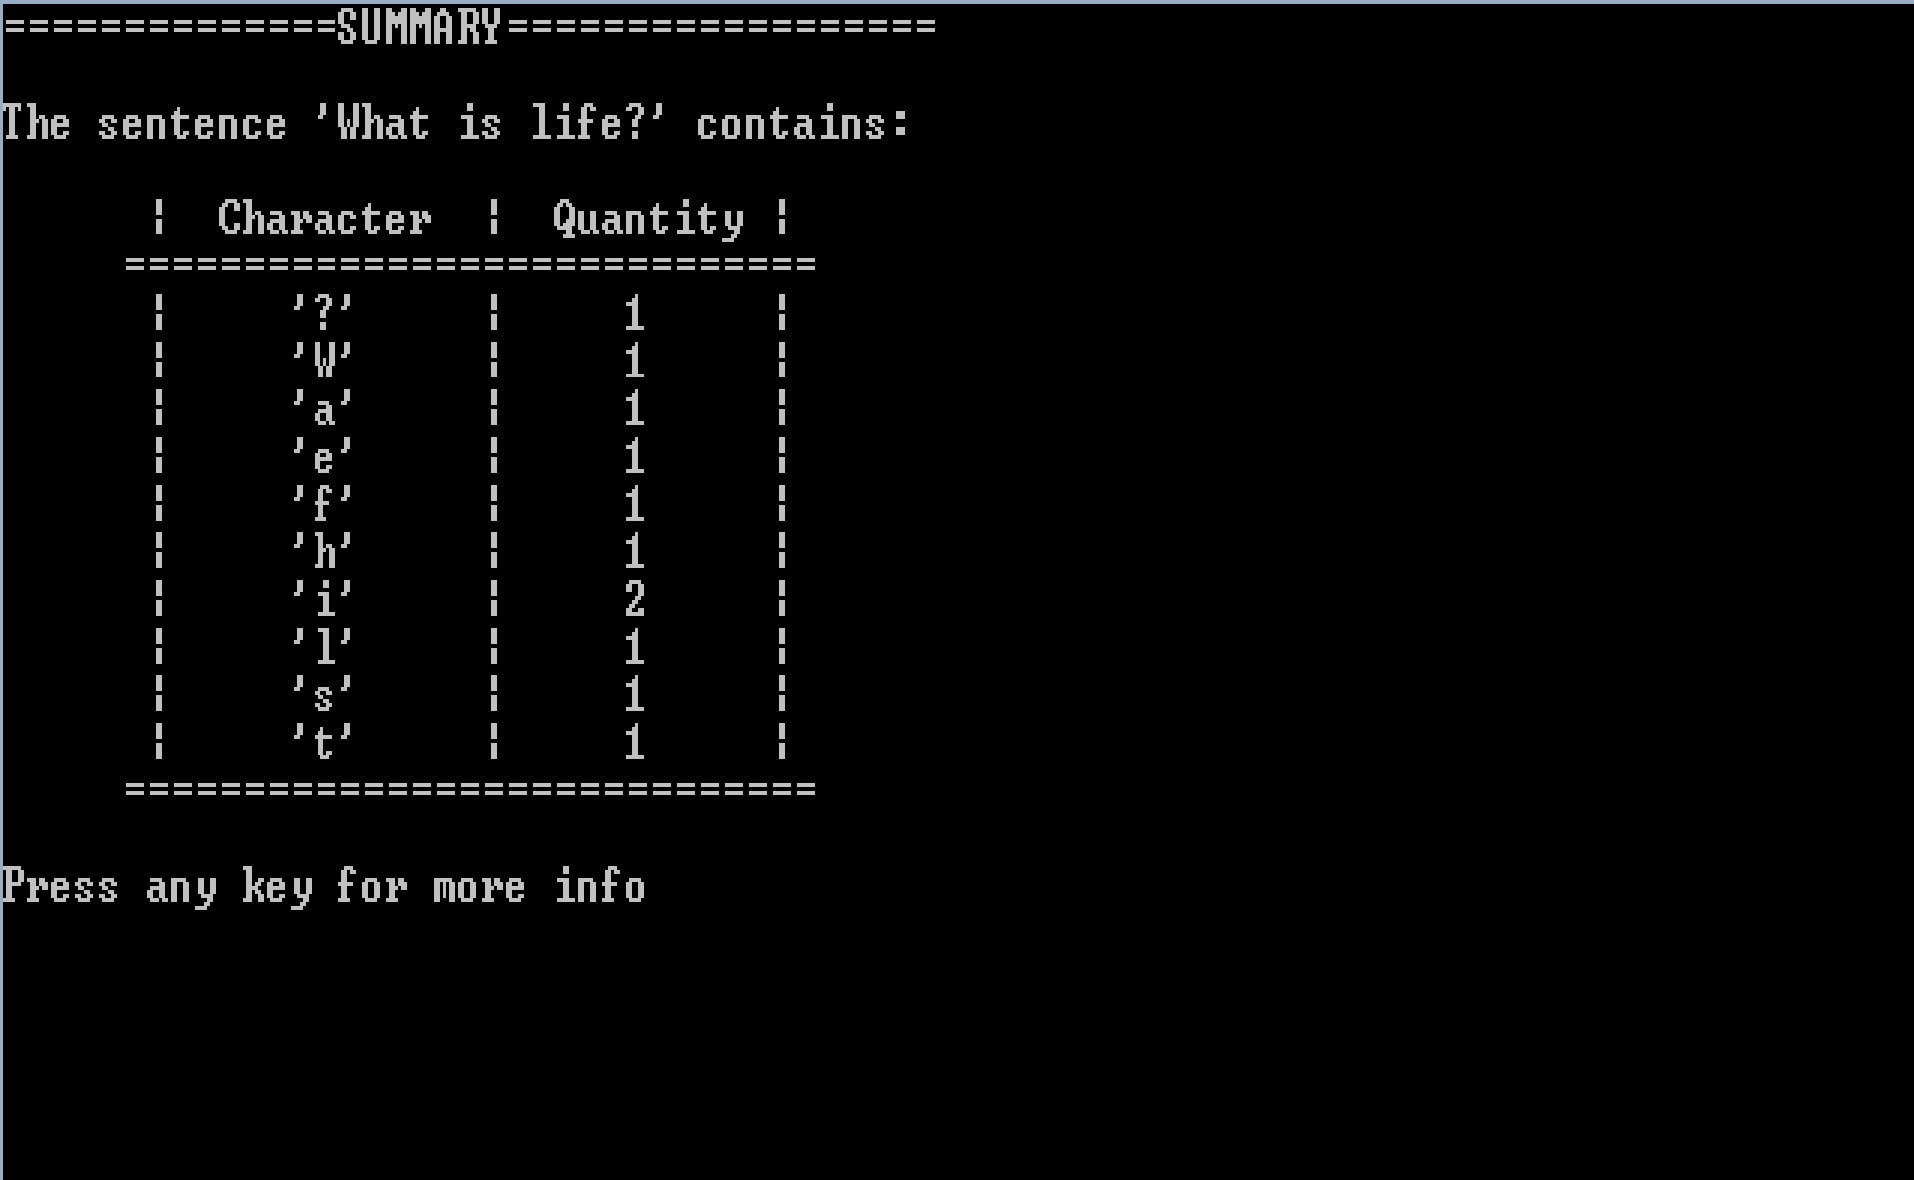 ==============SUMMARY==================
The sentence 'What is life?' contains:
¦  Character  ¦  Quantity ¦
=============================
¦     '?'     ¦     1     ¦
¦     'W'     ¦     1     ¦
¦     'a'     ¦     1     ¦
¦     'e'     ¦     1     ¦
¦     'f'     ¦     1     ¦
¦     'h'     ¦     1     ¦
¦     'i'     ¦     2     ¦
¦     'l'     ¦     1     ¦
¦     's'     ¦     1     ¦
¦     't'     ¦     1     ¦
=============================
Press any key for more info